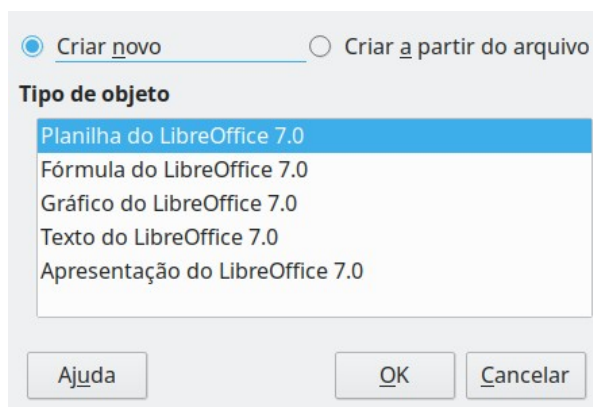 Criar novo Criar a partir do arquivo
Tipo de objeto
Planilha do LibreOffice 7.0
Fórmula do LibreOffice 7.0
Gráfico do LibreOffice 7.0
Texto do LibreOffice 7.0
Apresentação do LibreOffice 7.0
Ajuda OK Cancelar